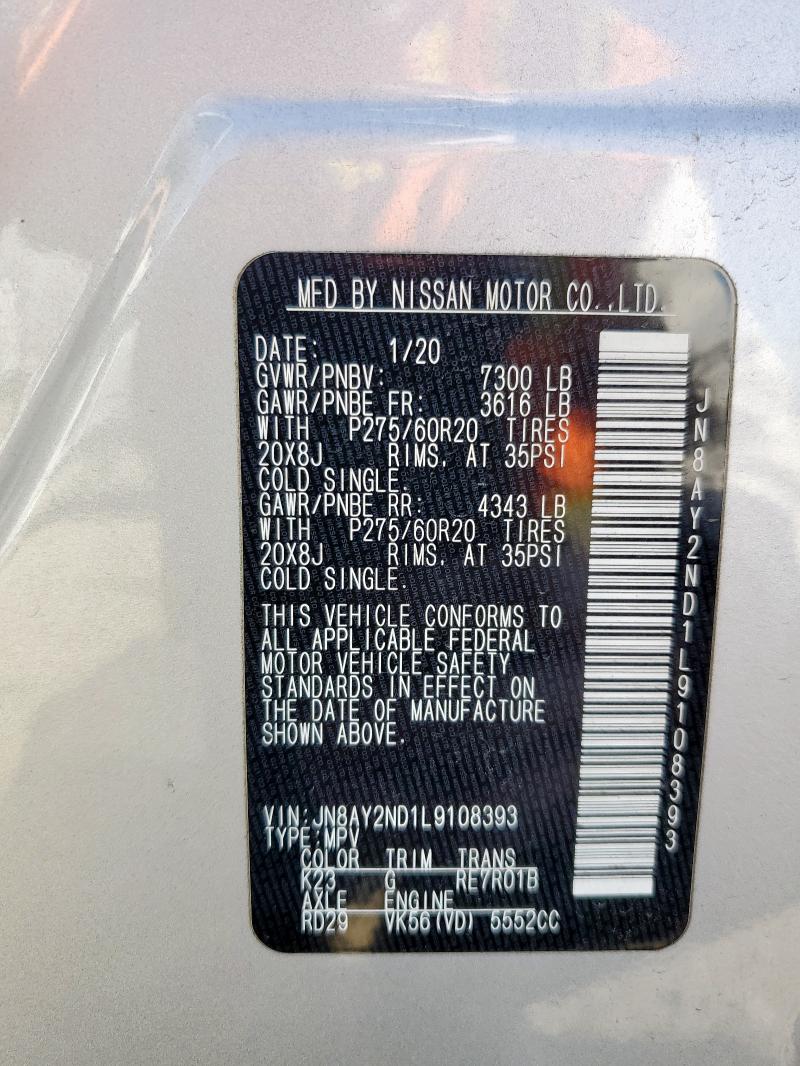 MFD BY NISSAN MOTOR CO.,LTD.
DATE: 1/20
GVWR/PNBV: 7300 LB
GAWR/PNBE FR: 3616 LB
WITH P275/60R20 TIRES
20X8J RIMS, AT 35PSI
COLD SINGLE.
GAWR/PNBE RR: 4343 LB
WITH P275/60R20 TIRES
20X8J RIMS, AT 35PSI
COLD SINGLE.
THIS VEHICLE CONFORMS TO
ALL APPLICABLE FEDERAL
MOTOR VEHICLE SAFETY
STANDARDS IN EFFECT ON
THE DATE OF MANUFACTURE
SHOWN ABOVE.
VIN:JN8AY2ND1L9108393
TYPE:MPV
COLOR TRIM TRANS
K23 G RE7R01B
AXLE ENGINE
RD29 VK56(VD) 5552CC
JN8AY2ND1L9108393